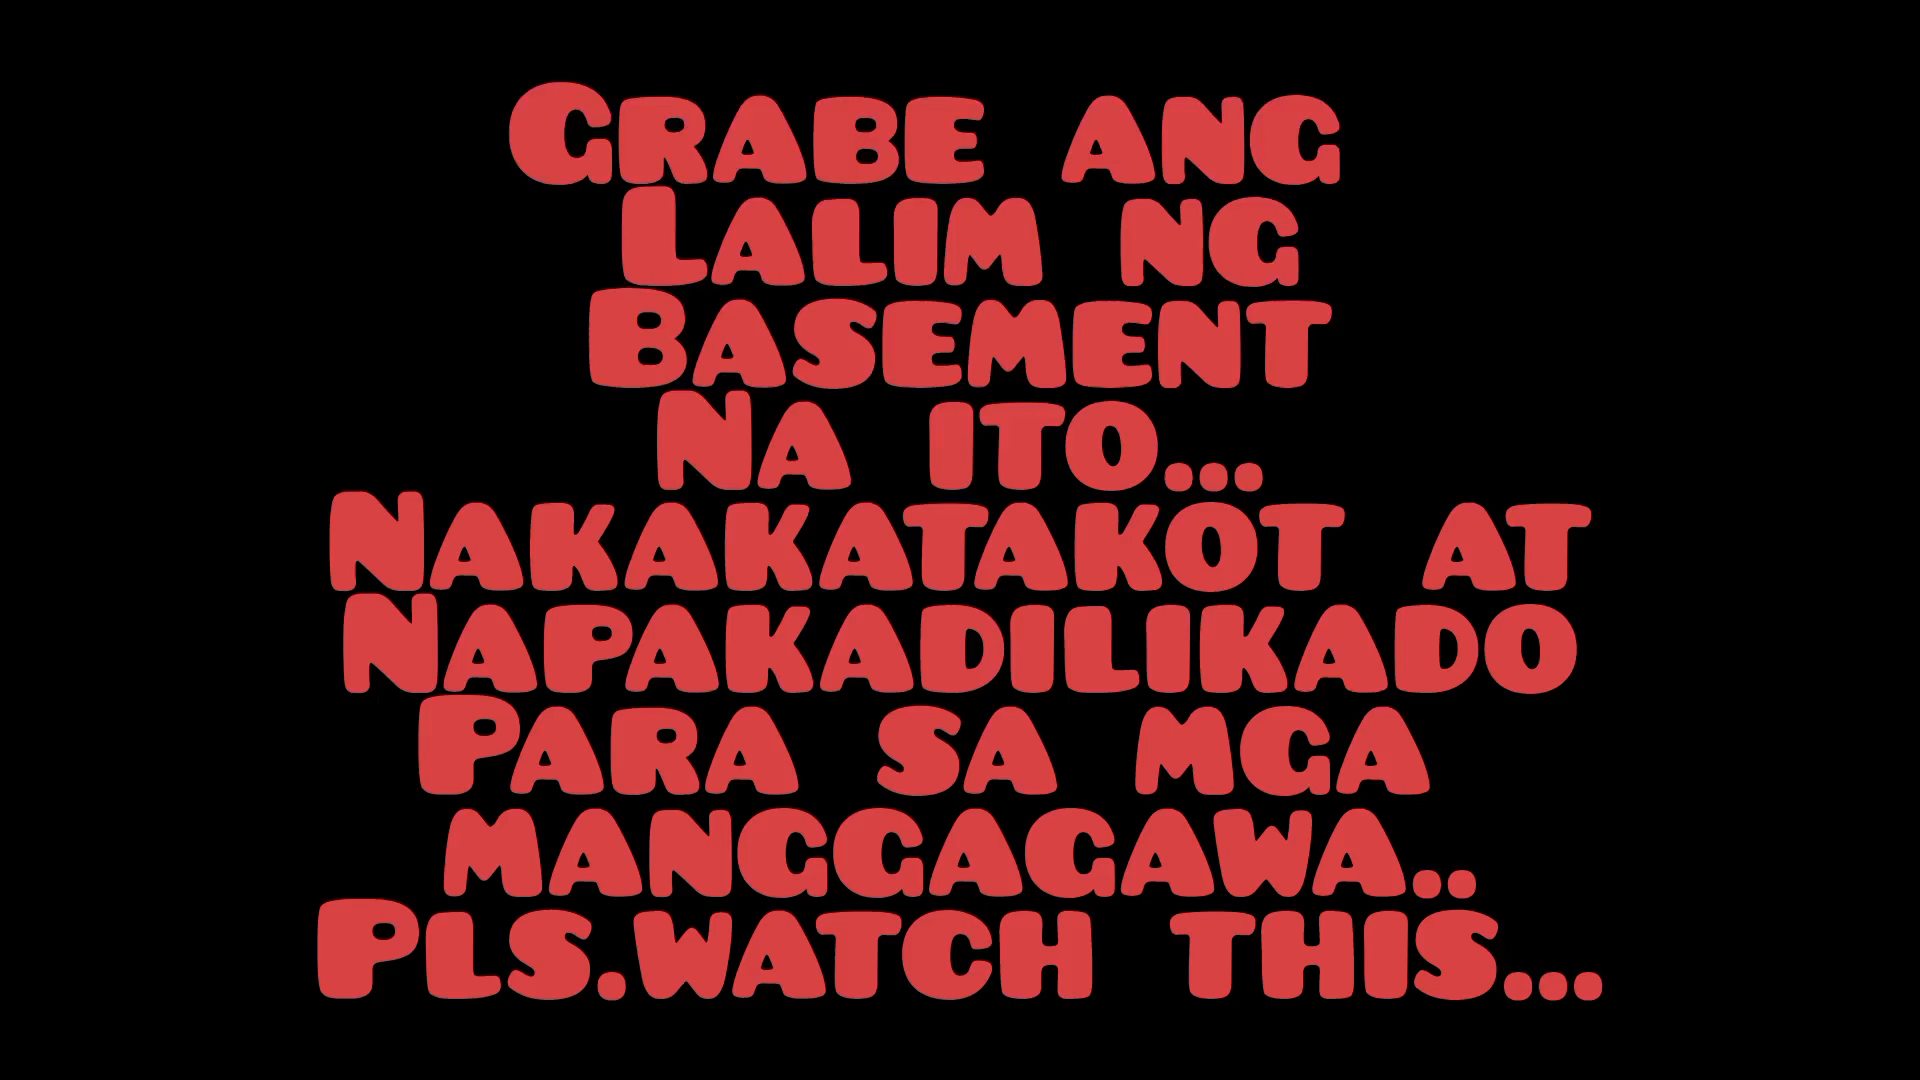 Grabe ang
Lalim ng
Basement
Na ito...
Nakakatakot at
Napakadilikado
Para sa mga
manggagawa..
Pls.watch this...